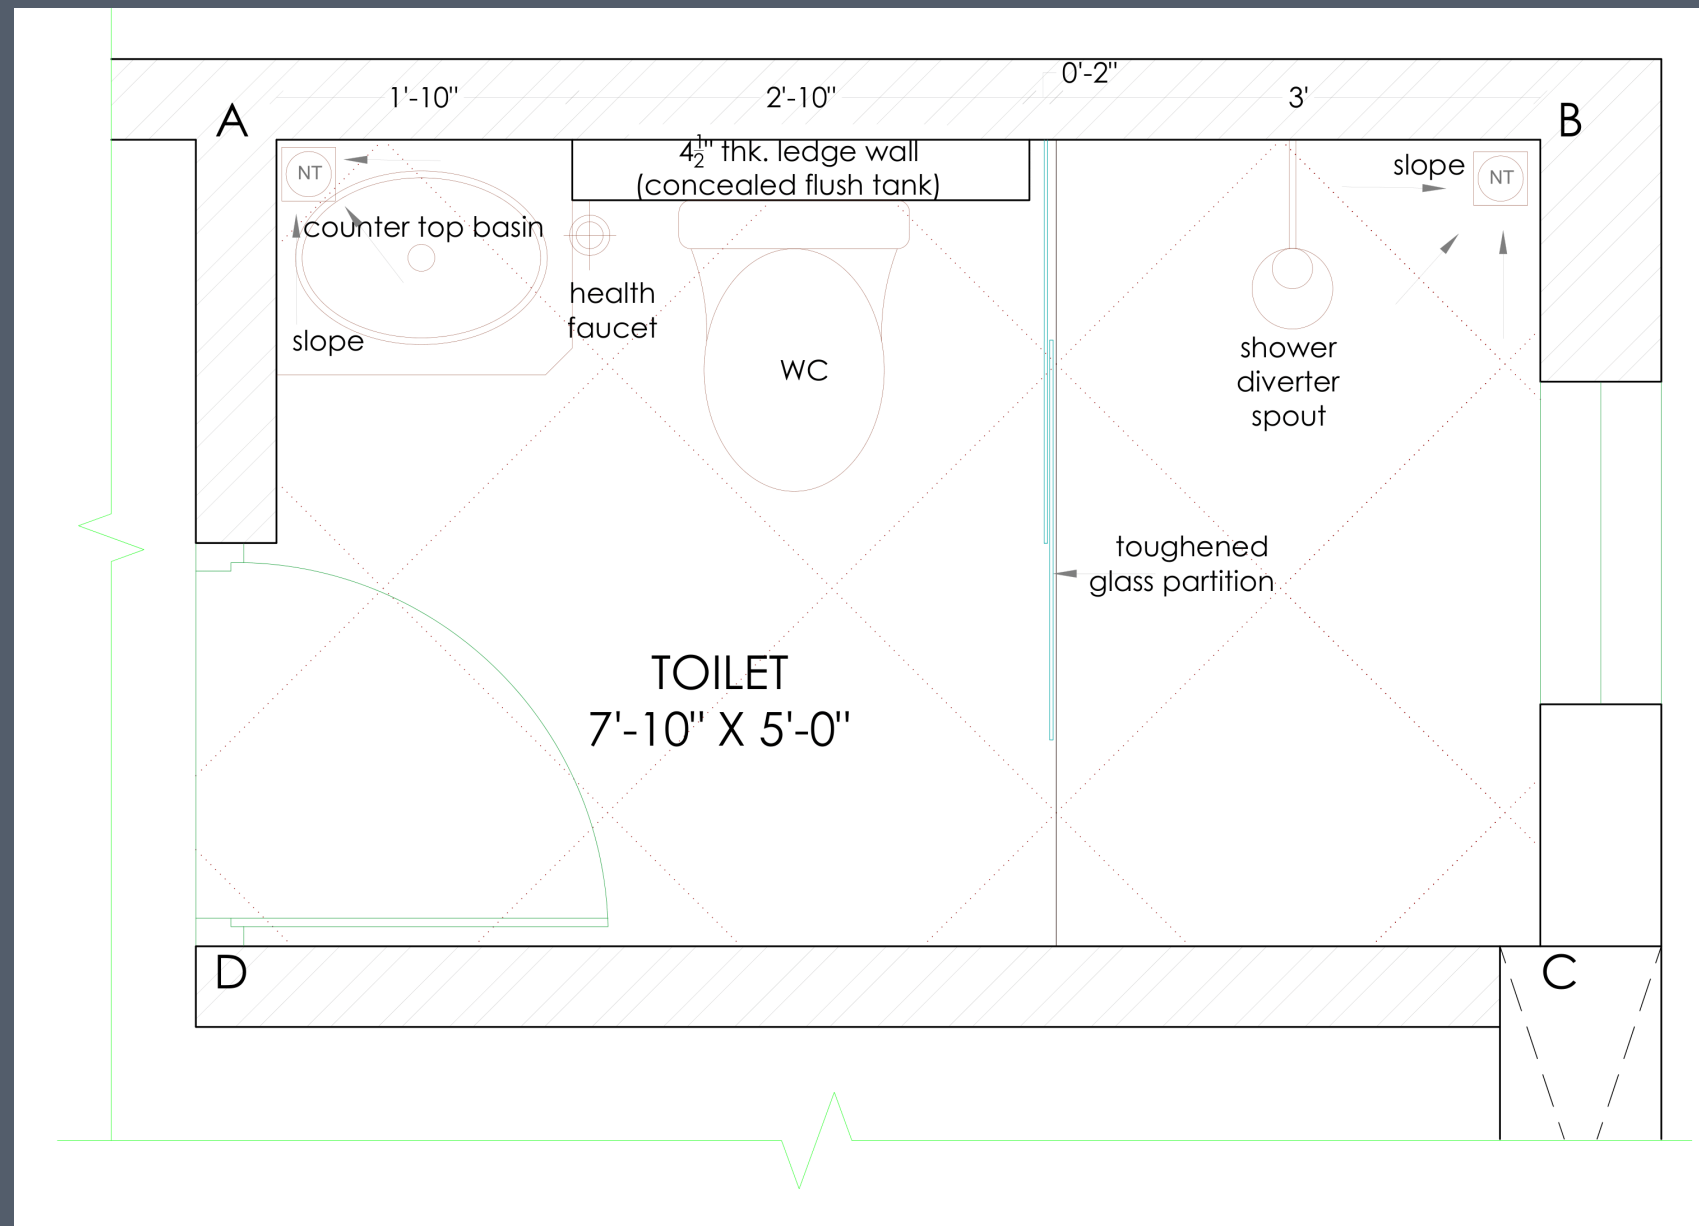 0'-2"
1'-10"
2'-10"
3'
A
B
4½" thk. ledge wall
(concealed flush tank)
NT
slope
NT
counter top basin
health
faucet
slope
WC
shower
diverter
spout
toughened
glass partition
TOILET
7'-10" X 5'-0"
D
C